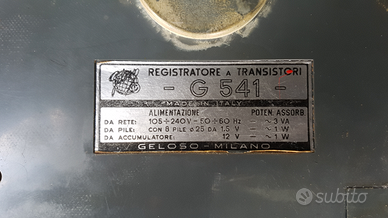 REGISTRATORE A TRANSISTORI
- G 541 -
MADE IN ITALY
ALIMENTAZIONE POTEN. ASSORB.
DA RETE: 105÷240V - 50÷60 Hz - ~3 VA
DA PILE: CON 8 PILE ø 25 DA 1,5 V - ~1 W
DA ACCUMULATORE: 12 V - ~1 W
GELOSO - MILANO
subito